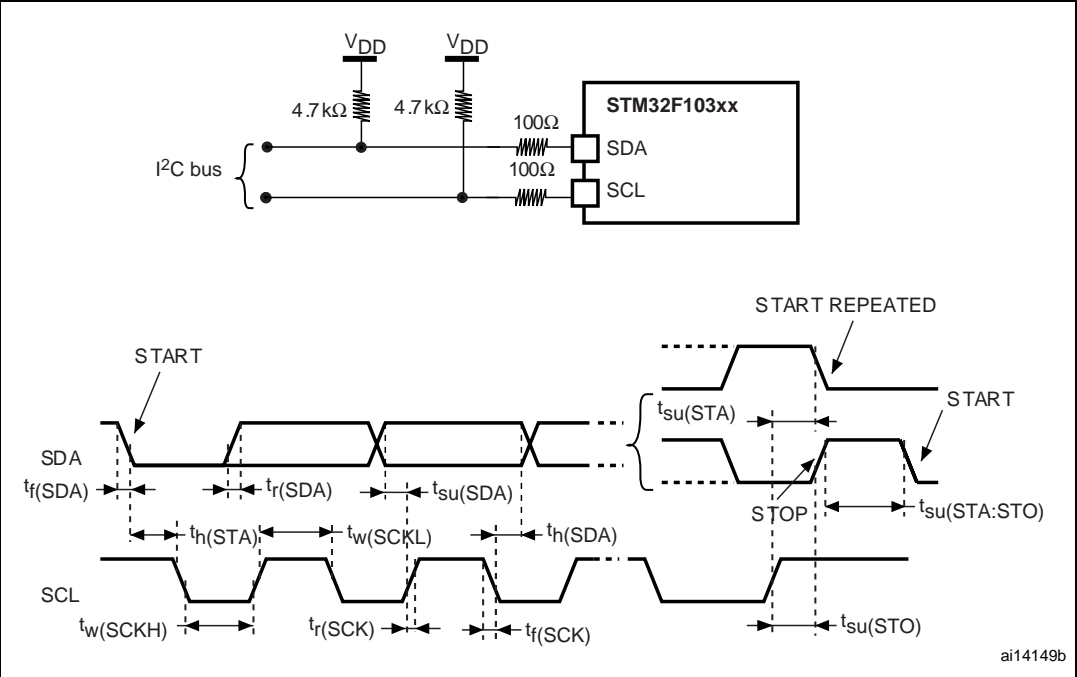 VDD VDD
4.7kΩ 4.7kΩ
STM32F103xx
100Ω
SDA
I2C bus
100Ω
SCL
START REPEATED
START
START
tsu(STA)
SDA
tf(SDA) tr(SDA) tsu(SDA)
STOP
tsu(STA:STO)
th(STA) tw(SCKL) th(SDA)
SCL
tw(SCKH) tr(SCK) tf(SCK) tsu(STO)
ai14149b